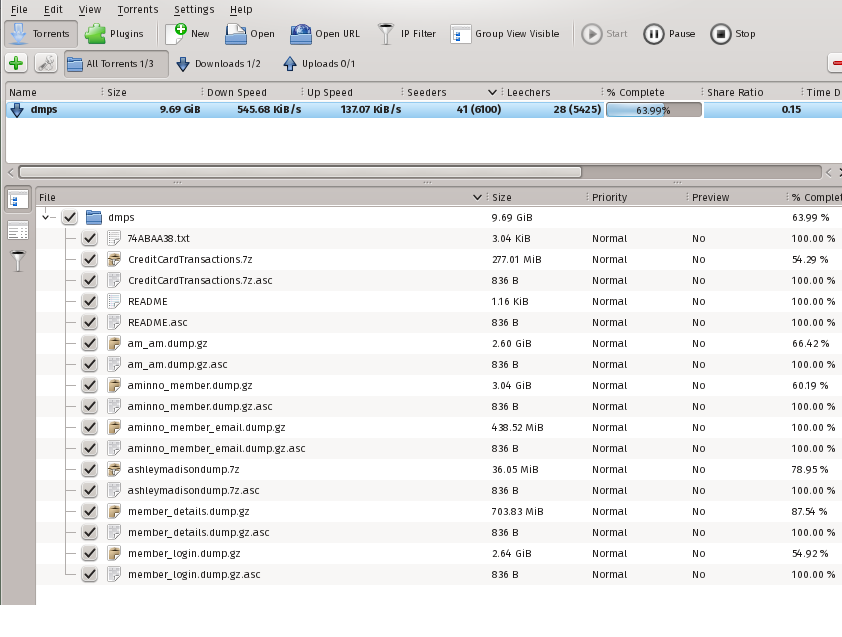 File Edit View Torrents Settings Help
Torrents Plugins New Open Open URL IP Filter Group View Visible Start Pause Stop
All Torrents 1/3 Downloads 1/2 Uploads 0/1
Name Size Down Speed Up Speed Seeders Leechers % Complete Share Ratio Time D
dmps 9.69 GiB 545.68 KiB/s 137.07 KiB/s 41 (6100) 28 (5425) 63.99% 0.15
File Size Priority Preview % Complet
dmps 9.69 GiB 63.99 %
74ABAA38.txt 3.04 KiB Normal No 100.00 %
CreditCardTransactions.7z 277.01 MiB Normal No 54.29 %
CreditCardTransactions.7z.asc 836 B Normal No 100.00 %
README 1.16 KiB Normal No 100.00 %
README.asc 836 B Normal No 100.00 %
am_am.dump.gz 2.60 GiB Normal No 66.42 %
am_am.dump.gz.asc 836 B Normal No 100.00 %
aminno_member.dump.gz 3.04 GiB Normal No 60.19 %
aminno_member.dump.gz.asc 836 B Normal No 100.00 %
aminno_member_email.dump.gz 438.52 MiB Normal No 100.00 %
aminno_member_email.dump.gz.asc 836 B Normal No 100.00 %
ashleymadisondump.7z 36.05 MiB Normal No 78.95 %
ashleymadisondump.7z.asc 836 B Normal No 100.00 %
member_details.dump.gz 703.83 MiB Normal No 87.54 %
member_details.dump.gz.asc 836 B Normal No 100.00 %
member_login.dump.gz 2.64 GiB Normal No 54.92 %
member_login.dump.gz.asc 836 B Normal No 100.00 %